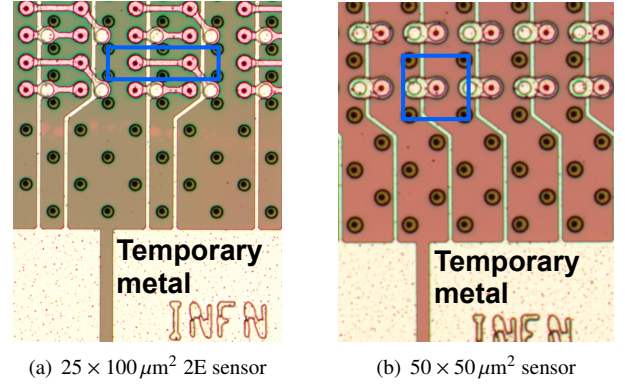 Temporary
metal
INFN
Temporary
metal
INFN
(a) 25 × 100 μm² 2E sensor
(b) 50 × 50 μm² sensor